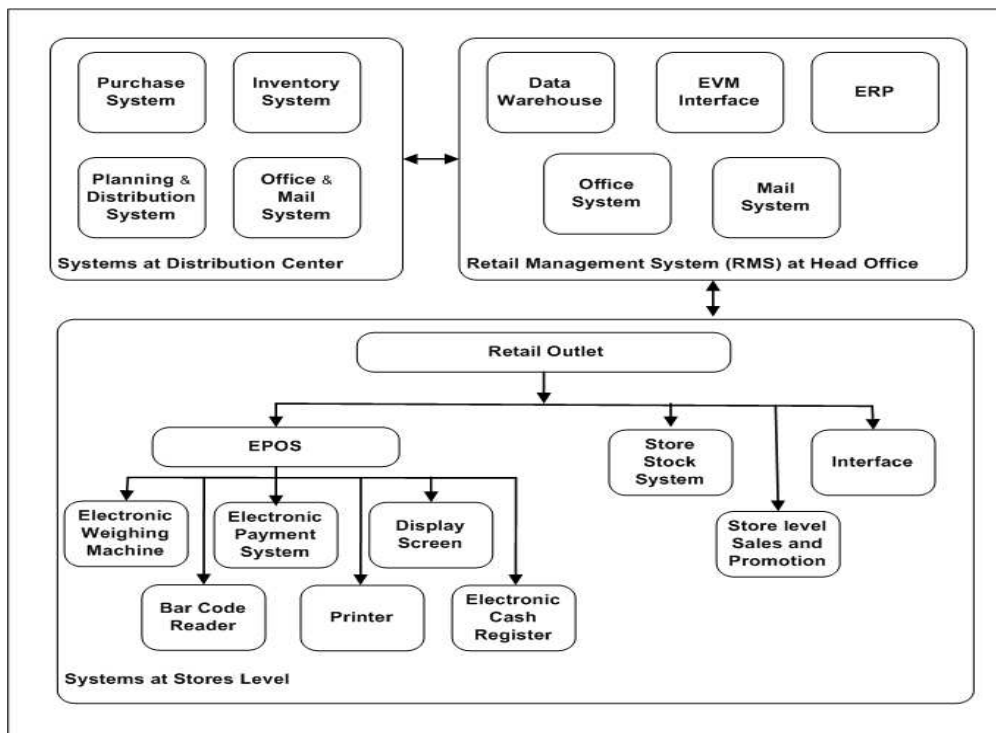 Purchase
System
Inventory
System
Planning &
Distribution
System
Office &
Mail
System
Systems at Distribution Center
Data
Warehouse
EVM
Interface
ERP
Office
System
Mail
System
Retail Management System (RMS) at Head Office
Retail Outlet
EPOS
Store
Stock
System
Interface
Store level
Sales and
Promotion
Electronic
Weighing
Machine
Electronic
Payment
System
Display
Screen
Bar Code
Reader
Printer
Electronic
Cash
Register
Systems at Stores Level